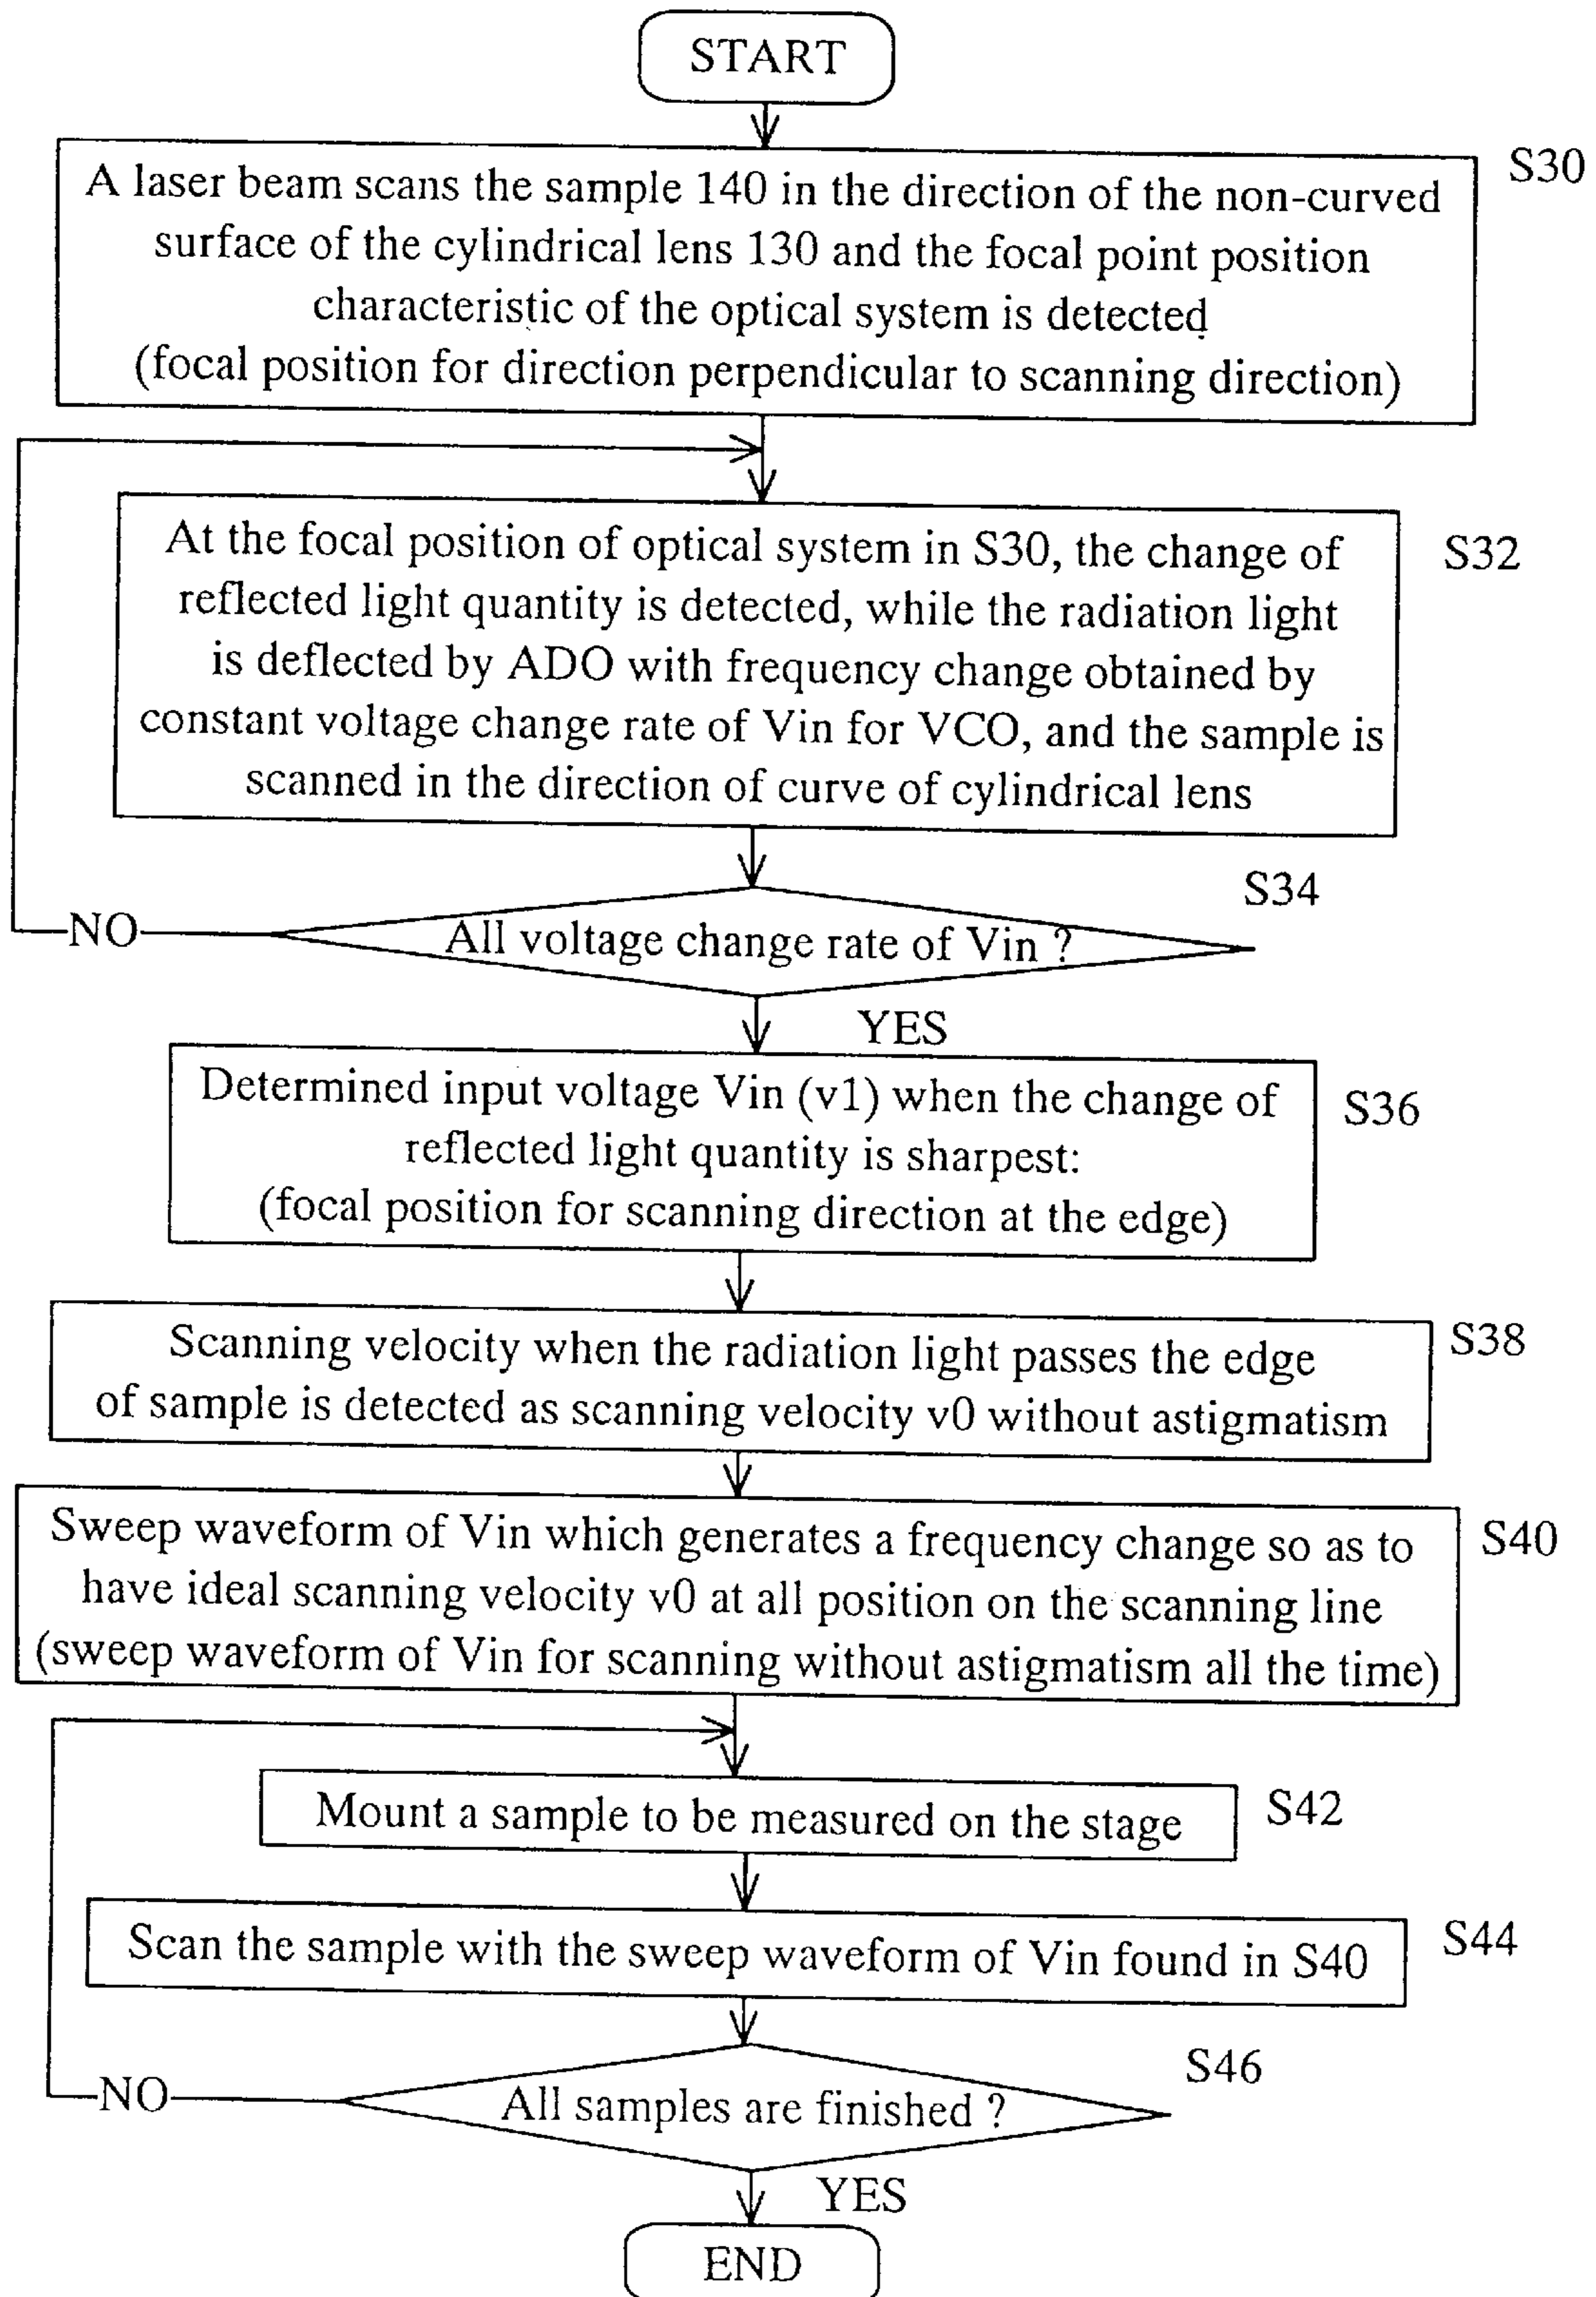 START
S30
A laser beam scans the sample 140 in the direction of the non-curved
surface of the cylindrical lens 130 and the focal point position
characteristic of the optical system is detected
(focal position for direction perpendicular to scanning direction)
S32
At the focal position of optical system in S30, the change of
reflected light quantity is detected, while the radiation light
is deflected by ADO with frequency change obtained by
constant voltage change rate of Vin for VCO, and the sample is
scanned in the direction of curve of cylindrical lens
S34
NO
All voltage change rate of Vin ?
YES
Determined input voltage Vin (v1) when the change of
reflected light quantity is sharpest:
(focal position for scanning direction at the edge)
S36
Scanning velocity when the radiation light passes the edge
of sample is detected as scanning velocity v0 without astigmatism
S38
Sweep waveform of Vin which generates a frequency change so as to
have ideal scanning velocity v0 at all position on the scanning line
(sweep waveform of Vin for scanning without astigmatism all the time)
S40
Mount a sample to be measured on the stage
S42
Scan the sample with the sweep waveform of Vin found in S40
S44
S46
NO
All samples are finished ?
YES
END